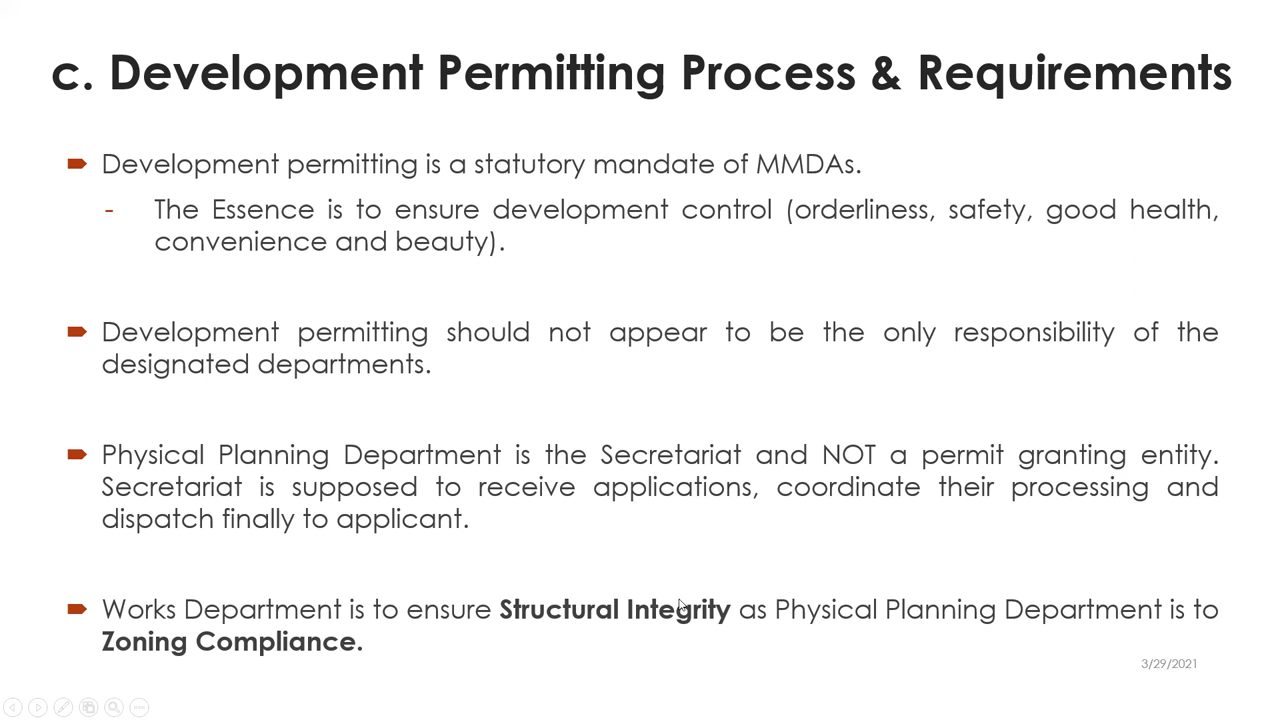 c. Development Permitting Process & Requirements
Development permitting is a statutory mandate of MMDAs.
- The Essence is to ensure development control (orderliness, safety, good health,
convenience and beauty).
Development permitting should not appear to be the only responsibility of the
designated departments.
Physical Planning Department is the Secretariat and NOT a permit granting entity.
Secretariat is supposed to receive applications, coordinate their processing and
dispatch finally to applicant.
Works Department is to ensure Structural Integrity as Physical Planning Department is to
Zoning Compliance.
3/29/2021